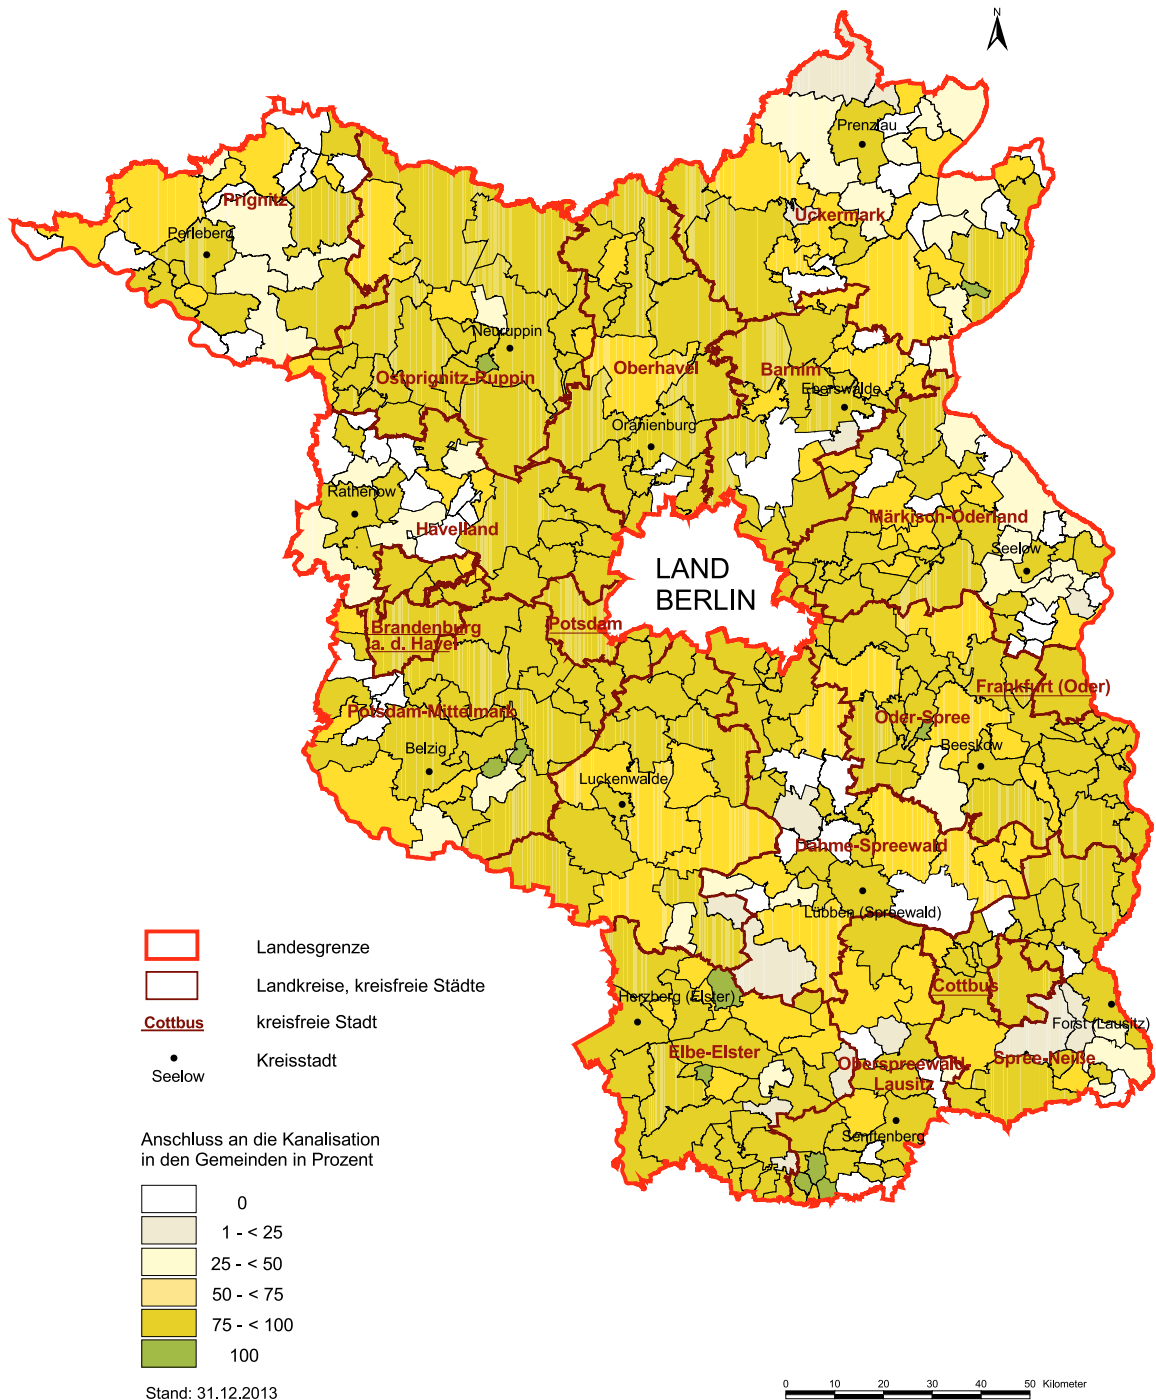 N
Prenzlau
Prignitz
Uckermark
Perleberg
Neuruppin
Ostprignitz-Ruppin
Oberhavel
Barnim
Eberswalde
Oranienburg
Rathenow
Havelland
Märkisch-Oderland
Seelow
LAND
BERLIN
Brandenburg
a. d. Havel
Potsdam
Frankfurt (Oder)
Potsdam-Mittelmark
Oder-Spree
Belzig
Beeskow
Luckenwalde
Dahme-Spreewald
Lübben (Spreewald)
Cottbus
Herzberg (Elster)
Forst (Lausitz)
Elbe-Elster
Oberspreewald-
Lausitz
Spree-Neiße
Senftenberg
Landesgrenze
Landkreise, kreisfreie Städte
Cottbus kreisfreie Stadt
Seelow Kreisstadt
Anschluss an die Kanalisation
in den Gemeinden in Prozent
0
1 - < 25
25 - < 50
50 - < 75
75 - < 100
100
Stand: 31.12.2013
0 10 20 30 40 50 Kilometer